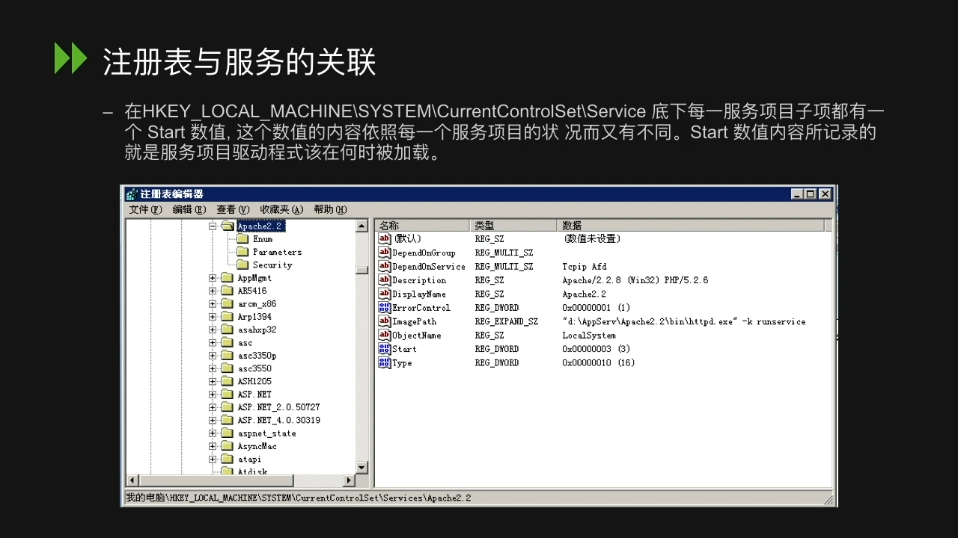 注册表与服务的关联
– 在HKEY_LOCAL_MACHINE\SYSTEM\CurrentControlSet\Service 底下每一服务项目子项都有一
个 Start 数值, 这个数值的内容依照每一个服务项目的状 况而又有不同。Start 数值内容所记录的
就是服务项目驱动程式该在何时被加载。
注册表编辑器
文件(F) 编辑(E) 查看(V) 收藏夹(A) 帮助(H)
Apache2.2
Enum
Parameters
Security
AppMgmt
AR5416
arcm_x86
Arp1394
asahxp32
asc
asc3350p
asc3550
ASH1205
ASP.NET
ASP.NET_2.0.50727
ASP.NET_4.0.30319
aspnet_state
AsyncMac
atapi
Atdisk
名称 类型 数据
(默认) REG_SZ (数值未设置)
DependOnGroup REG_MULTI_SZ
DependOnService REG_MULTI_SZ Tcpip Afd
Description REG_SZ Apache/2.2.8 (Win32) PHP/5.2.6
DisplayName REG_SZ Apache2.2
ErrorControl REG_DWORD 0x00000001 (1)
ImagePath REG_EXPAND_SZ "d:\AppServ\Apache2.2\bin\httpd.exe" -k runservice
ObjectName REG_SZ LocalSystem
Start REG_DWORD 0x00000003 (3)
Type REG_DWORD 0x00000010 (16)
我的电脑\HKEY_LOCAL_MACHINE\SYSTEM\CurrentControlSet\Services\Apache2.2